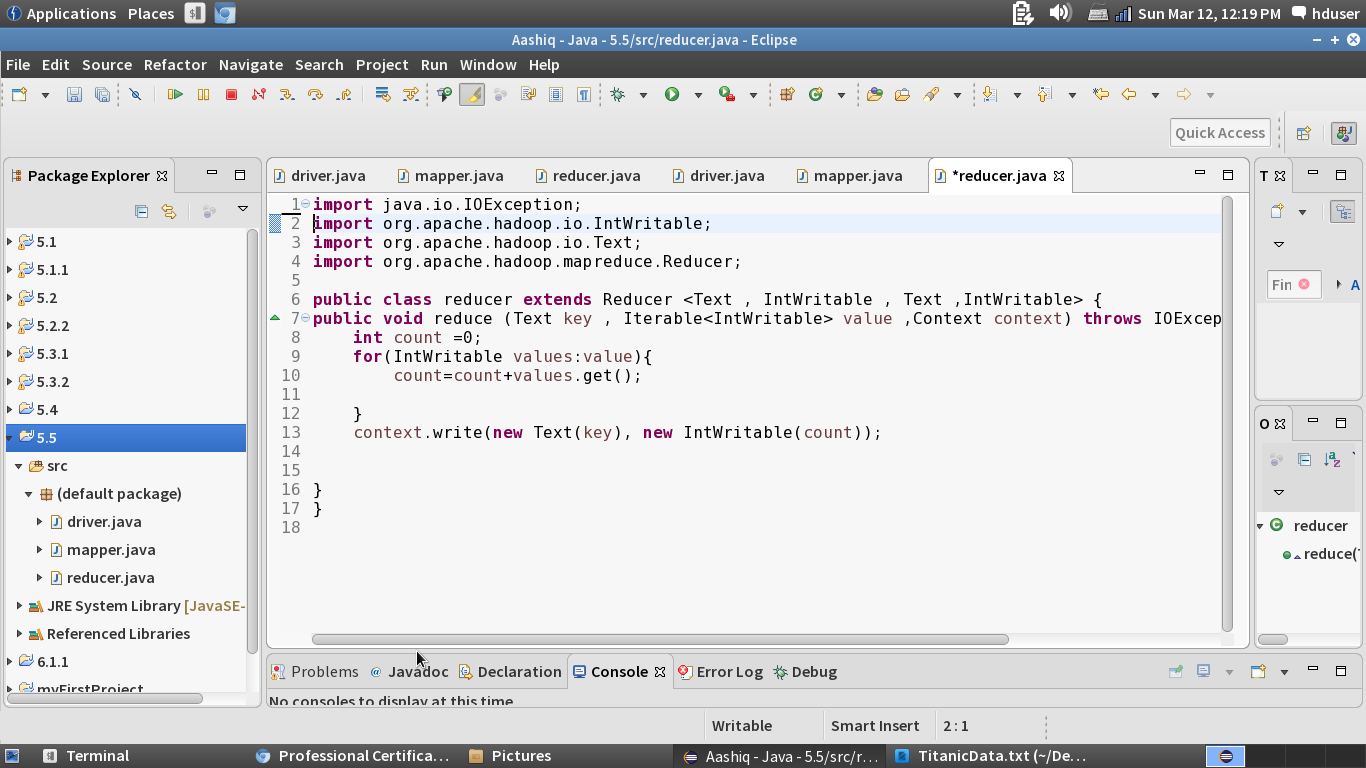 Applications Places Sun Mar 12, 12:19 PM hduser
Aashiq - Java - 5.5/src/reducer.java - Eclipse
File Edit Source Refactor Navigate Search Project Run Window Help
Quick Access
Package Explorer
5.1
5.1.1
5.2
5.2.2
5.3.1
5.3.2
5.4
5.5
src
(default package)
driver.java
mapper.java
reducer.java
JRE System Library [JavaSE-
Referenced Libraries
6.1.1
myFirstProject
driver.java mapper.java reducer.java driver.java mapper.java *reducer.java
1 import java.io.IOException;
2 import org.apache.hadoop.io.IntWritable;
3 import org.apache.hadoop.io.Text;
4 import org.apache.hadoop.mapreduce.Reducer;
5
6 public class reducer extends Reducer <Text , IntWritable , Text ,IntWritable> {
7 public void reduce (Text key , Iterable<IntWritable> value ,Context context) throws IOExcep
8 int count =0;
9 for(IntWritable values:value){
10 count=count+values.get();
11
12 }
13 context.write(new Text(key), new IntWritable(count));
14
15
16 }
17 }
18
T
Fin A
O
reducer
reduce(
Problems @ Javadoc Declaration Console Error Log Debug
No consoles to display at this time.
Writable Smart Insert 2 : 1
Terminal Professional Certifica... Pictures Aashiq - Java - 5.5/src/r... TitanicData.txt (~/De...